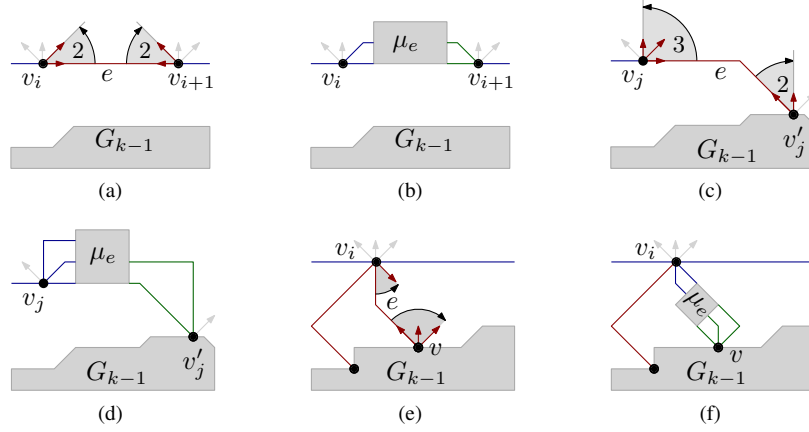 2 2
v_i e v_{i+1}
G_{k-1}
(a)
μ_e
v_i v_{i+1}
G_{k-1}
(b)
3
v_j e 2
v'_j
G_{k-1}
(c)
μ_e
v_j
v'_j
G_{k-1}
(d)
v_i
e
v
G_{k-1}
(e)
v_i
μ_e
v
G_{k-1}
(f)